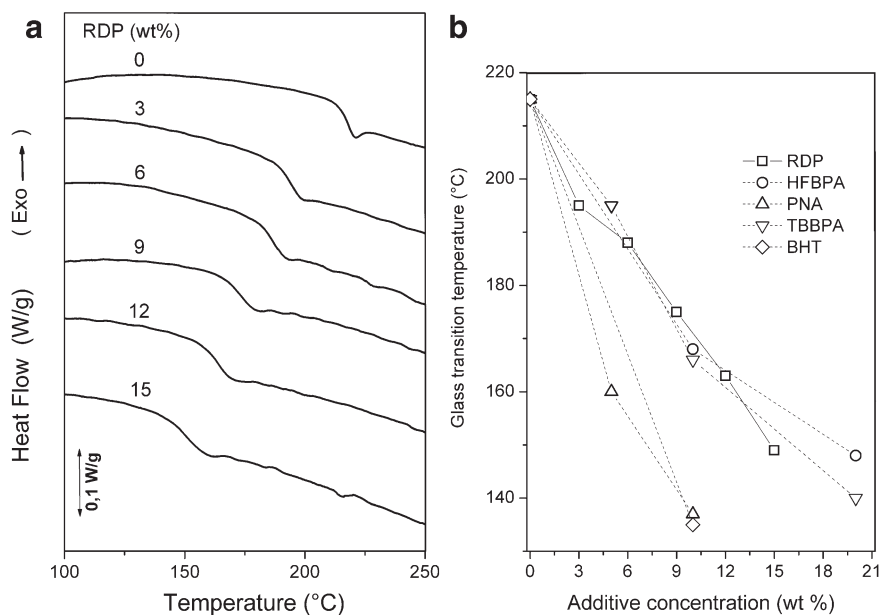 a
RDP (wt%)
0
3
6
9
12
15
0,1 W/g
Heat Flow (W/g) ( Exo → )
100 150 200 250
Temperature (°C)
b
220
200
180
160
140
Glass transition temperature (°C)
RDP
HFBPA
PNA
TBBPA
BHT
0 3 6 9 12 15 18 21
Additive concentration (wt %)